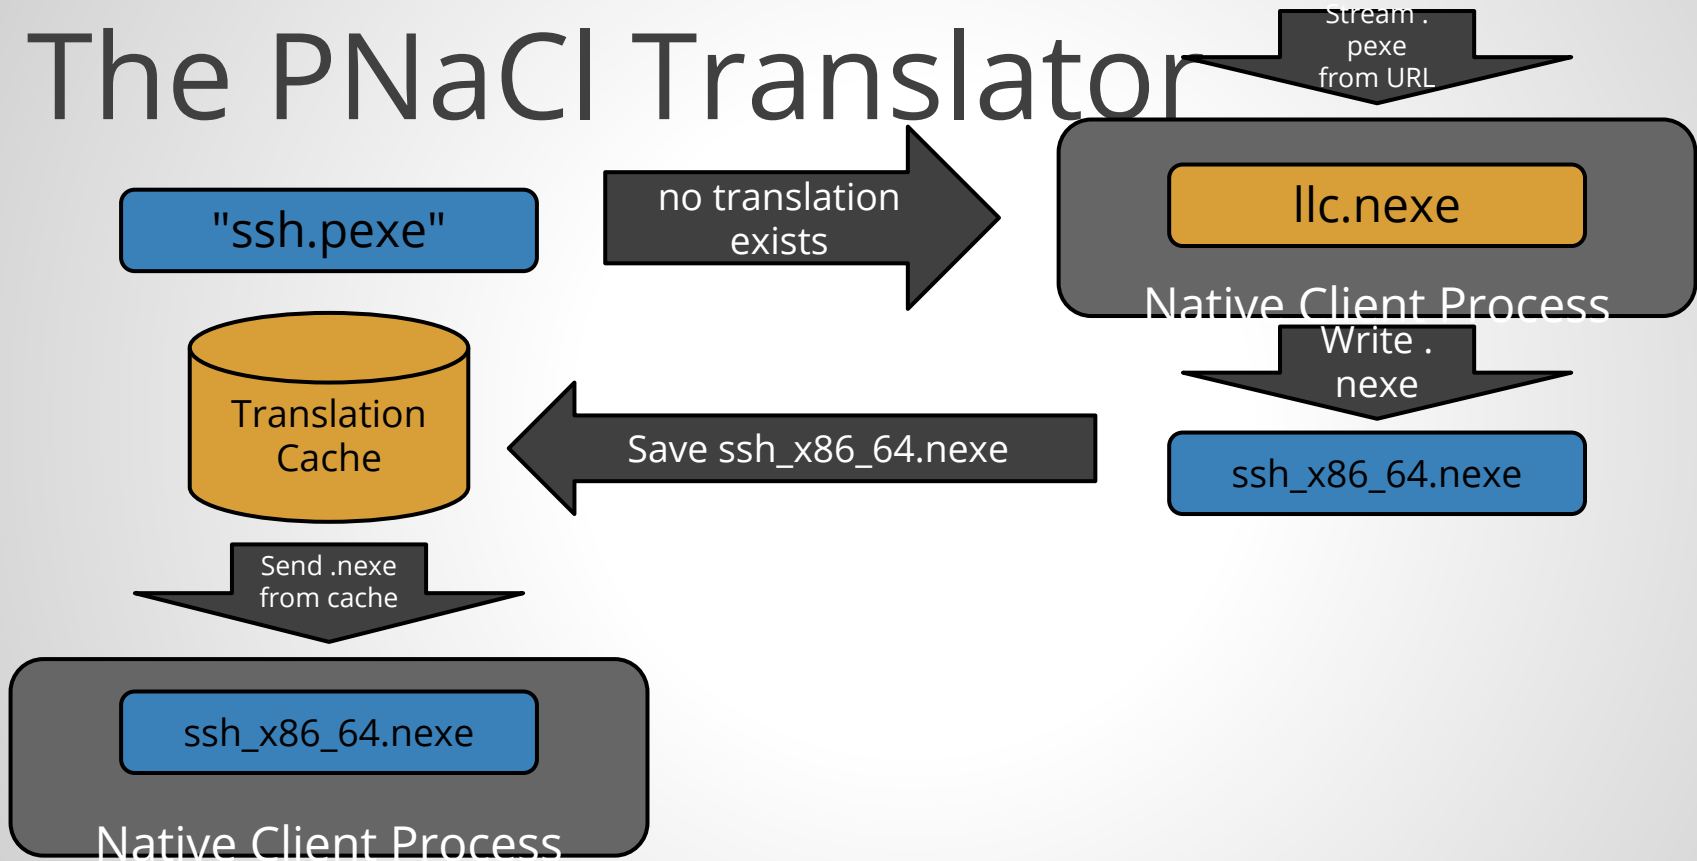 The PNaCl Translator
Stream .
pexe
from URL
"ssh.pexe"
no translation
exists
llc.nexe
Native Client Process
Write .
nexe
Translation
Cache
Save ssh_x86_64.nexe
ssh_x86_64.nexe
Send .nexe
from cache
ssh_x86_64.nexe
Native Client Process